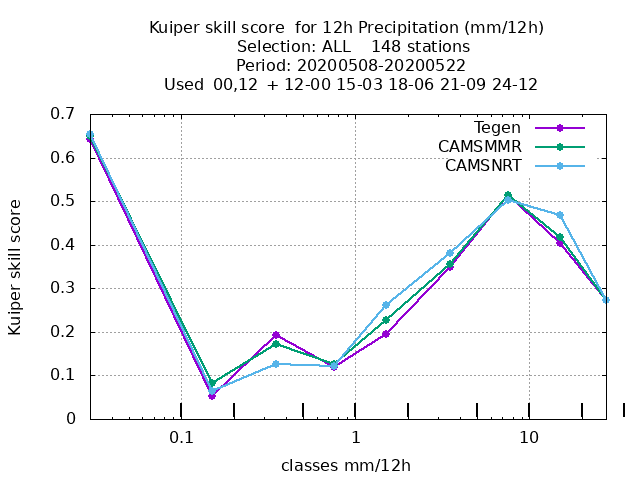 Kuiper skill score  for 12h Precipitation (mm/12h)
Selection: ALL    148 stations
Period: 20200508-20200522
Used  00,12  + 12-00 15-03 18-06 21-09 24-12
Tegen
CAMSMMR
CAMSNRT
0.7
0.6
0.5
0.4
0.3
0.2
0.1
0
Kuiper skill score
0.1
1
10
classes mm/12h